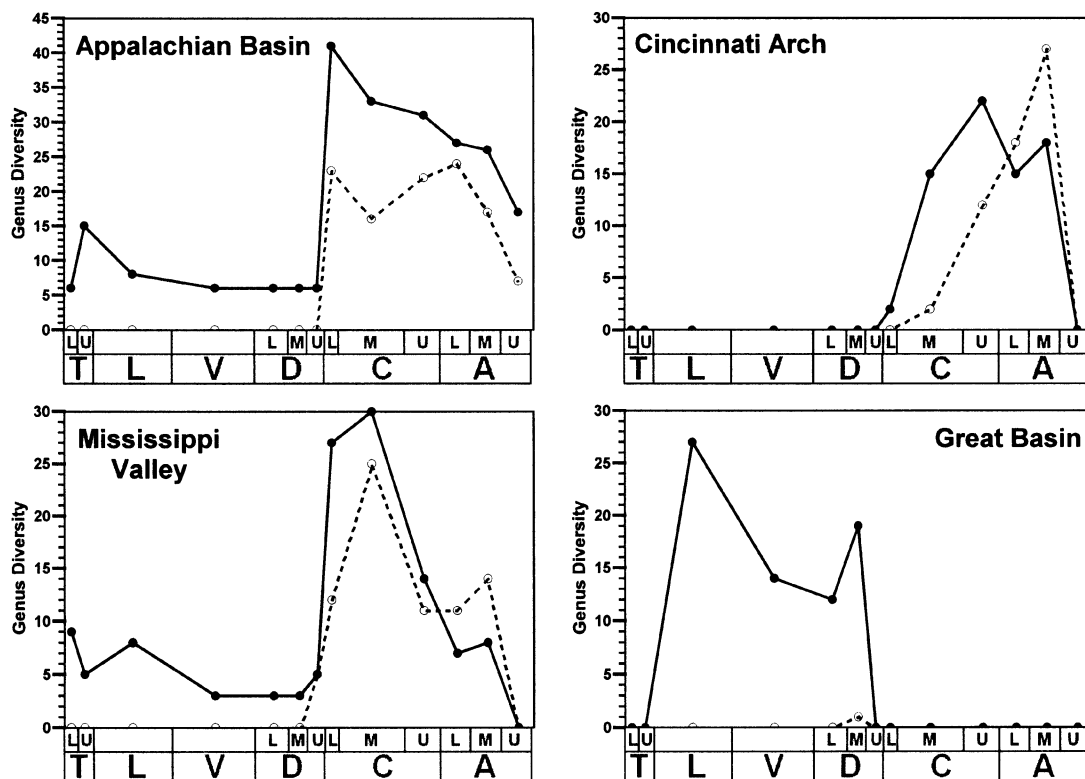 Appalachian Basin
Genus Diversity
45
40
35
30
25
20
15
10
5
0
L U L M U L M U L M U
T L V D C A
Cincinnati Arch
Genus Diversity
30
25
20
15
10
5
0
L U L M U L M U L M U
T L V D C A
Mississippi
Valley
Genus Diversity
30
25
20
15
10
5
0
L U L M U L M U L M U
T L V D C A
Great Basin
Genus Diversity
30
25
20
15
10
5
0
L U L M U L M U L M U
T L V D C A